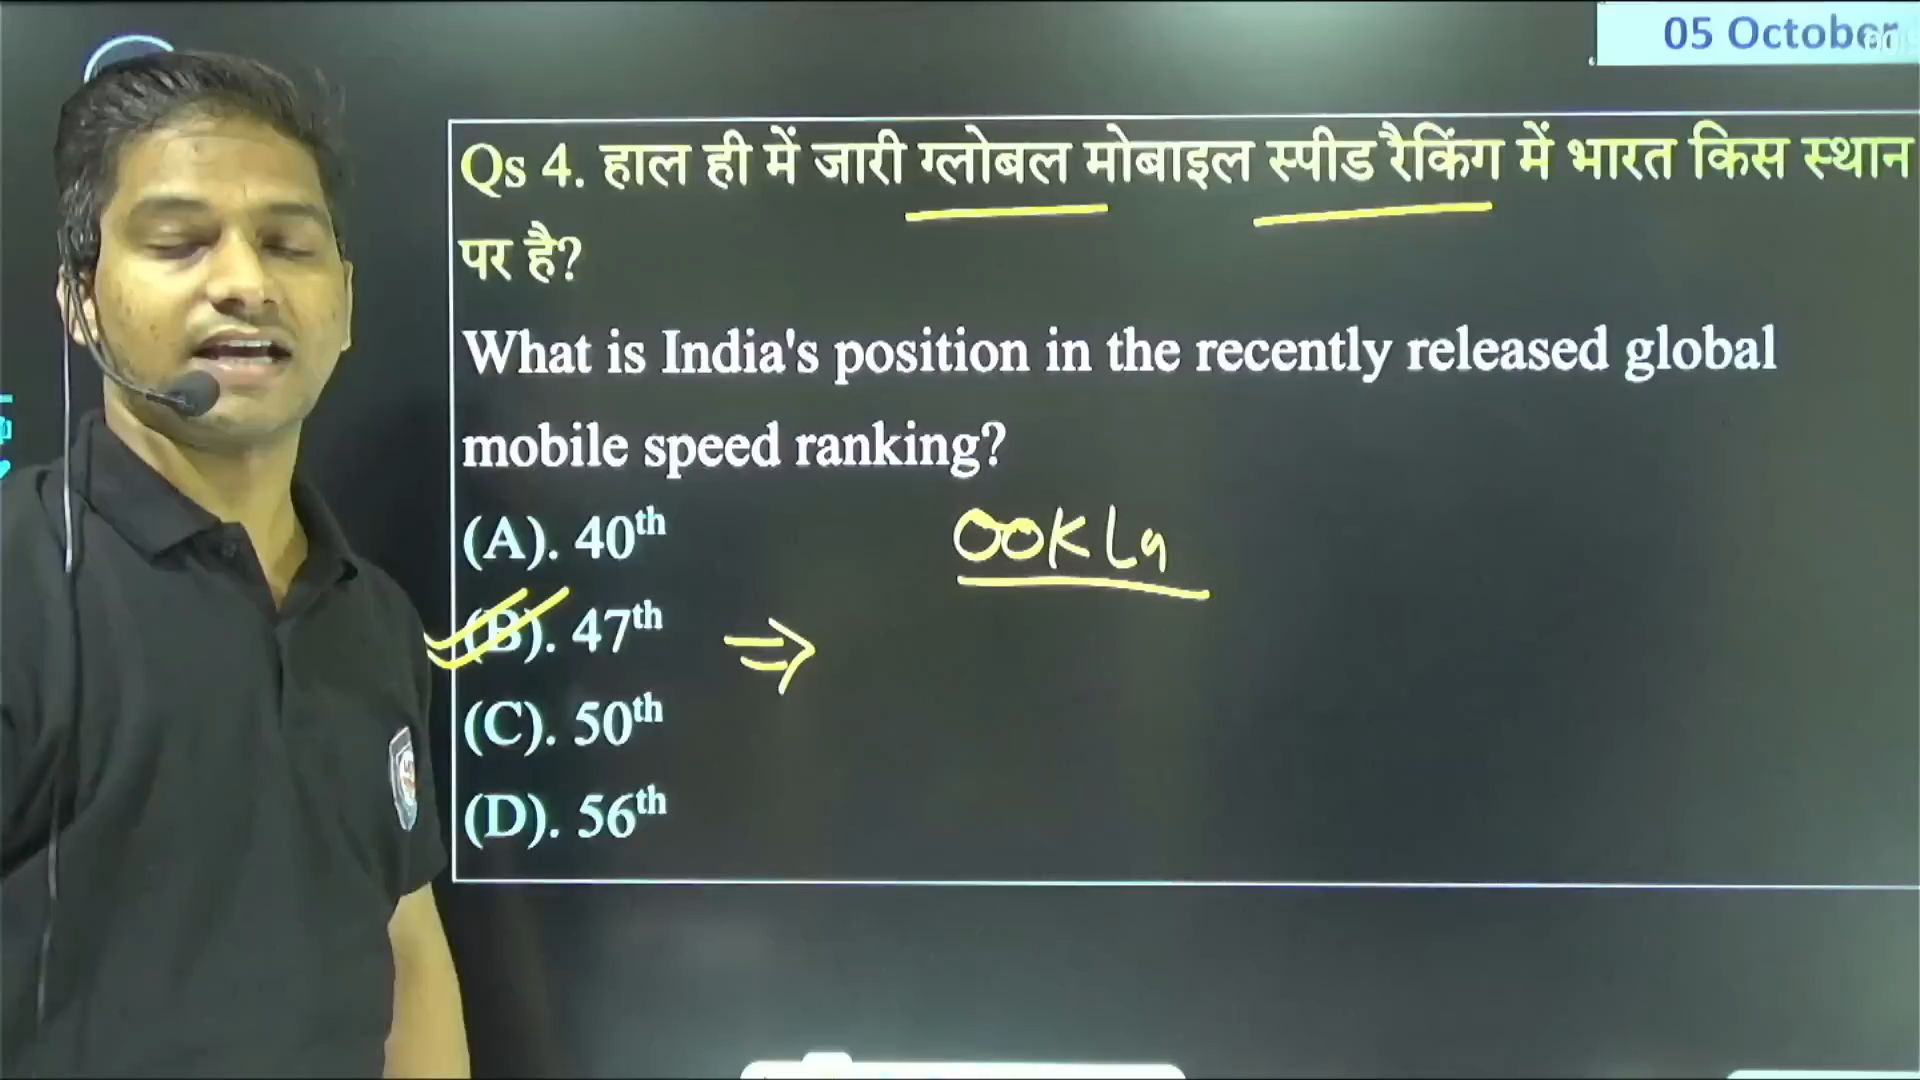 05 October
Qs 4. हाल ही में जारी ग्लोबल मोबाइल स्पीड रैकिंग में भारत किस स्थान
पर है?
What is India's position in the recently released global
mobile speed ranking?
(A). 40th
(B). 47th
(C). 50th
(D). 56th
OOKLa